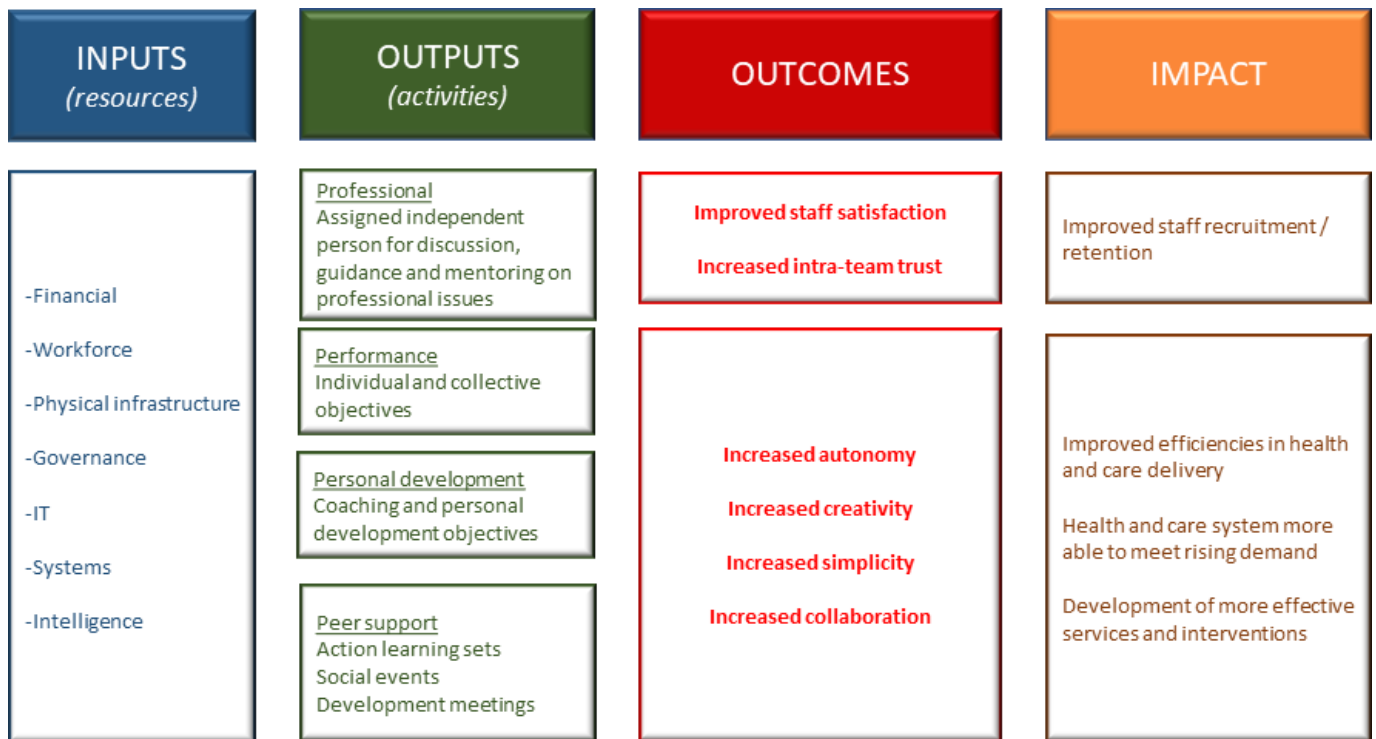 INPUTS
(resources)
OUTPUTS
(activities)
OUTCOMES
IMPACT
-Financial
-Workforce
-Physical infrastructure
-Governance
-IT
-Systems
-Intelligence
Professional
Assigned independent
person for discussion,
guidance and mentoring on
professional issues
Performance
Individual and collective
objectives
Personal development
Coaching and personal
development objectives
Peer support
Action learning sets
Social events
Development meetings
Improved staff satisfaction
Increased intra-team trust
Increased autonomy
Increased creativity
Increased simplicity
Increased collaboration
Improved staff recruitment /
retention
Improved efficiencies in health
and care delivery
Health and care system more
able to meet rising demand
Development of more effective
services and interventions